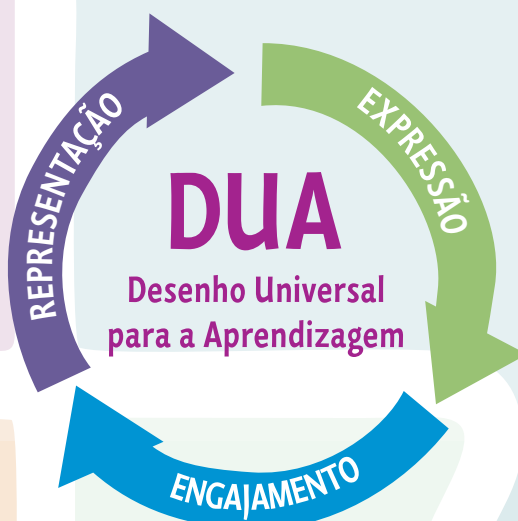 REPRESENTAÇÃO
EXPRESSÃO
DUA
Desenho Universal
para a Aprendizagem
ENGAJAMENTO